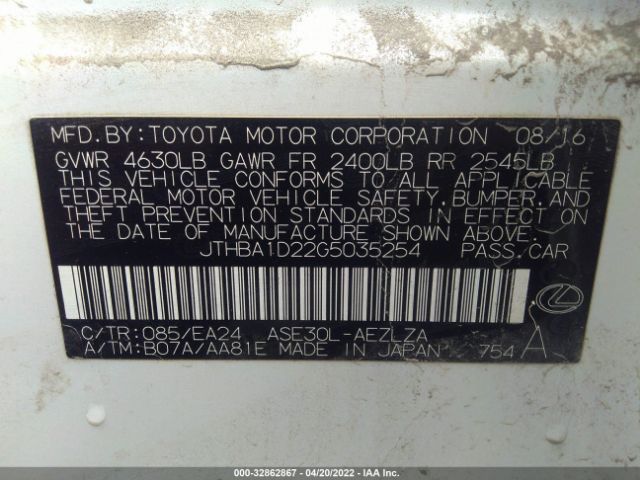 MFD.BY:TOYOTA MOTOR CORPORATION 08/16
GVWR 4630LB GAWR FR 2400LB RR 2545LB
THIS VEHICLE CONFORMS TO ALL APPLICABLE
FEDERAL MOTOR VEHICLE SAFETY,BUMPER,AND
THEFT PREVENTION STANDARDS IN EFFECT ON
THE DATE OF MANUFACTURE SHOWN ABOVE.
JTHBA1D22G5035254 PASS.CAR
C/TR:085/EA24 ASE30L-AEZLZA
A/TM:B07A/AA81E MADE IN JAPAN 754 A
000-32862867 - 04/20/2022 - IAA Inc.